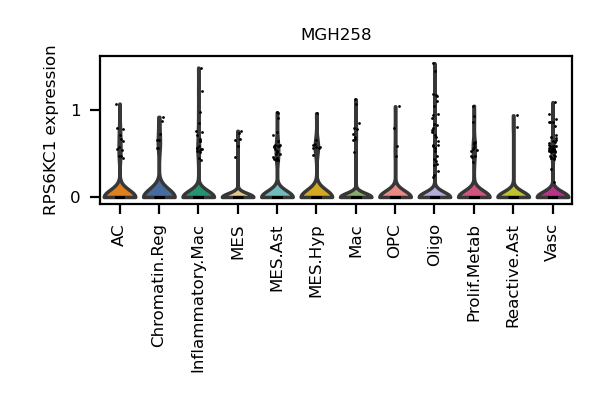 MGH258
RPS6KC1 expression
1
0
AC
Chromatin.Reg
Inflammatory.Mac
MES
MES.Ast
MES.Hyp
Mac
OPC
Oligo
Prolif.Metab
Reactive.Ast
Vasc